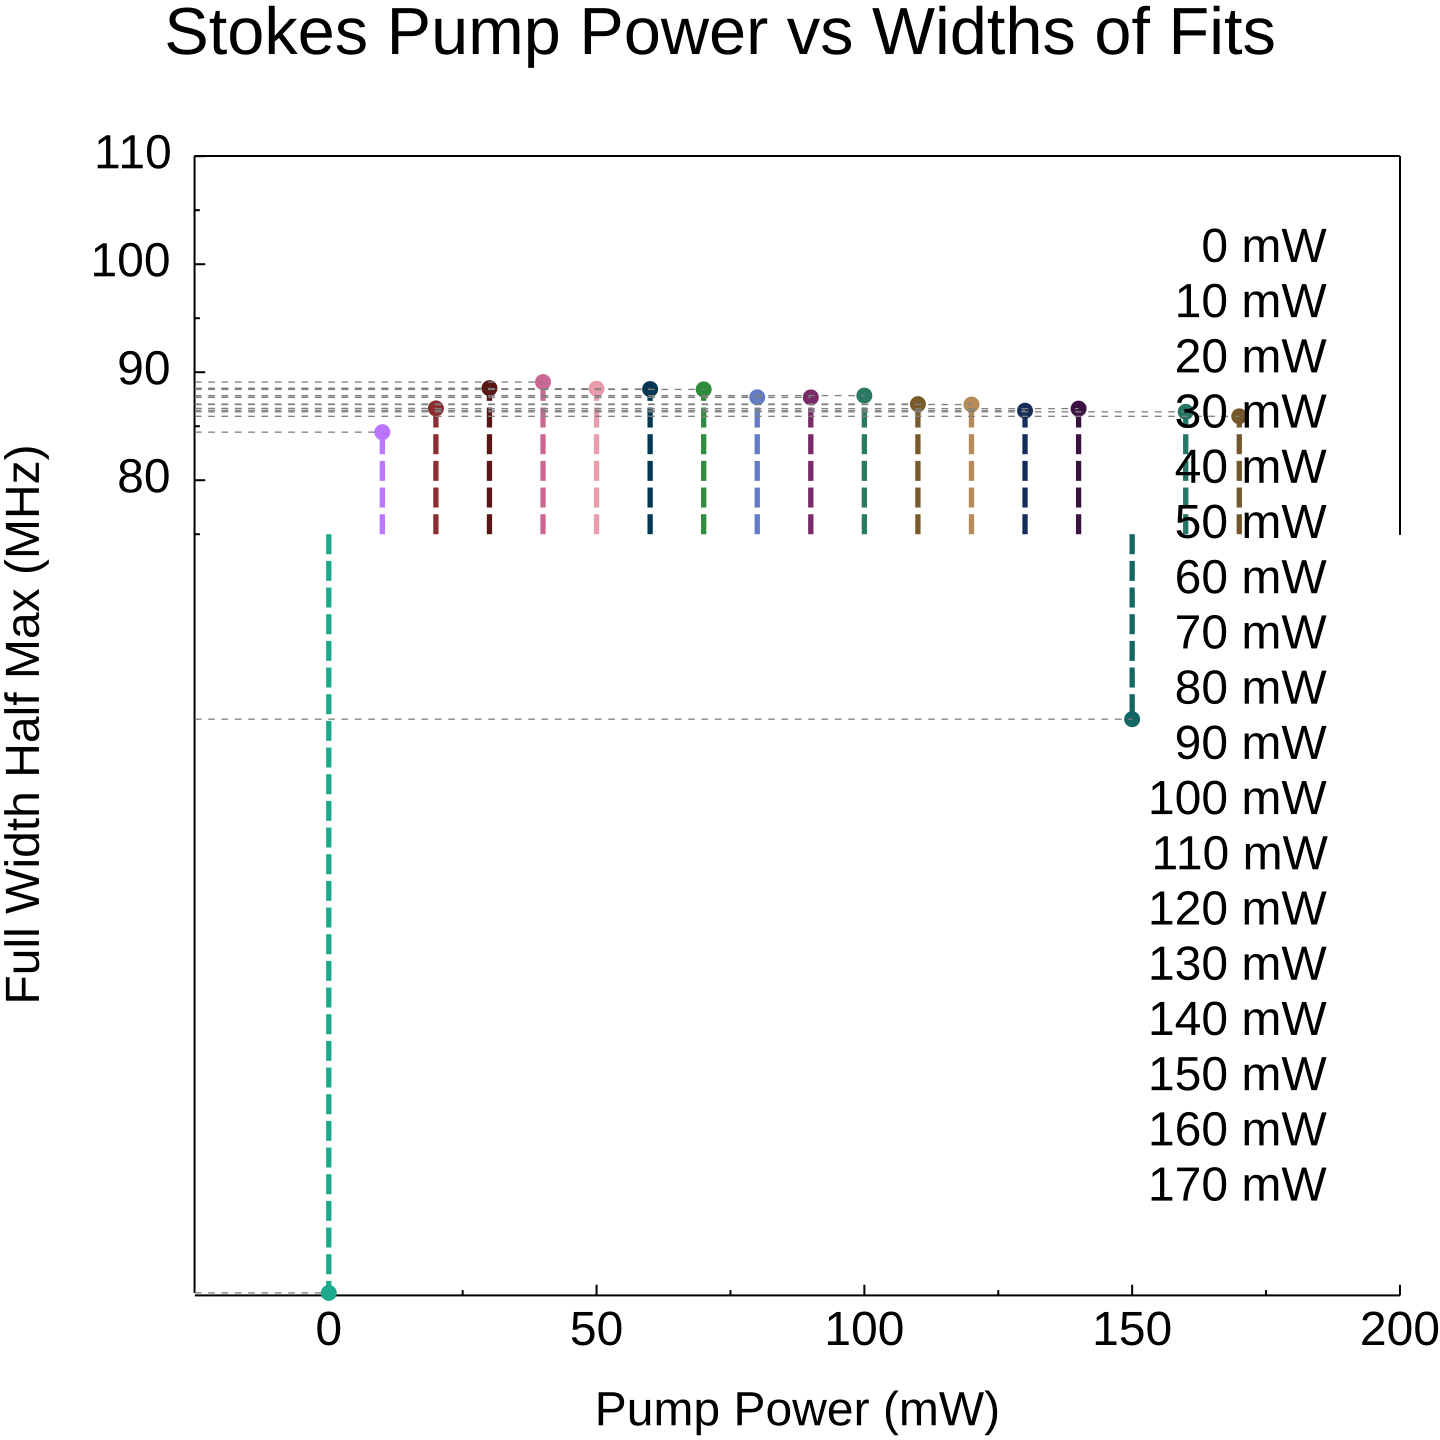 Stokes Pump Power vs Widths of Fits
110
100
90
80
Full Width Half Max (MHz)
0 mW
10 mW
20 mW
30 mW
40 mW
50 mW
60 mW
70 mW
80 mW
90 mW
100 mW
110 mW
120 mW
130 mW
140 mW
150 mW
160 mW
170 mW
0 50 100 150 200
Pump Power (mW)